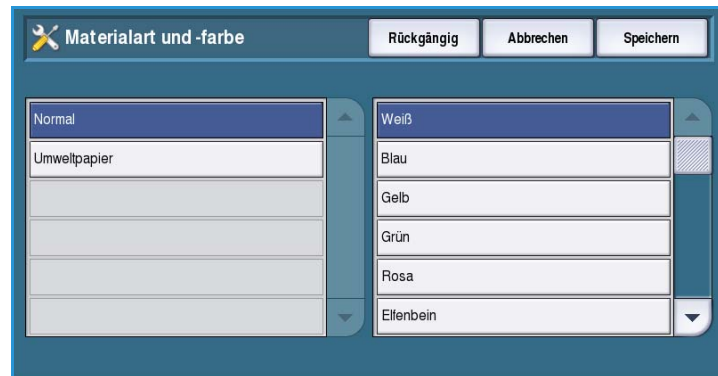 Materialart und -farbe
Rückgängig
Abbrechen
Speichern
Normal
Umweltpapier
Weiß
Blau
Gelb
Grün
Rosa
Elfenbein